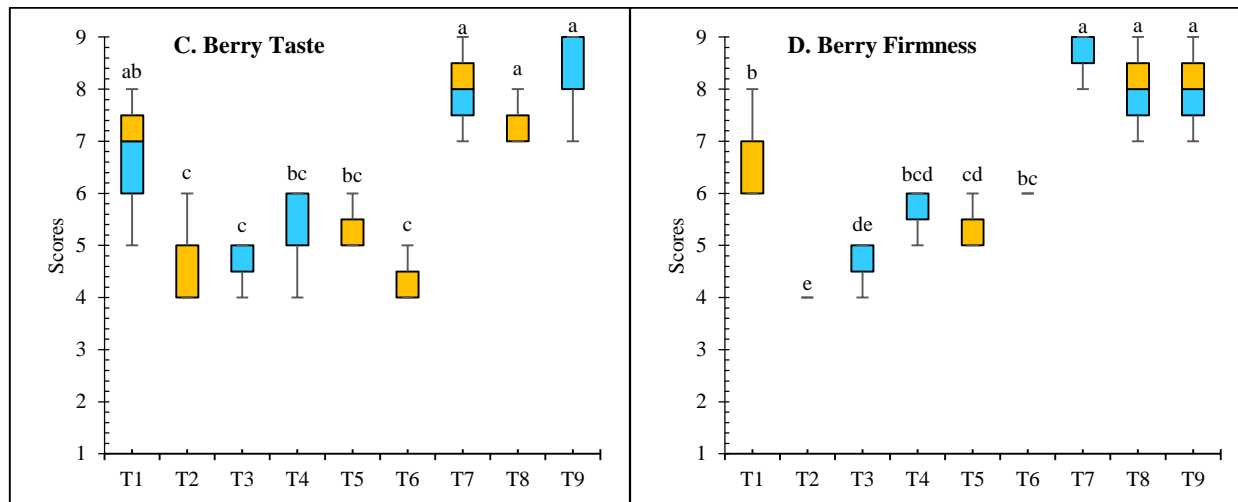 C. Berry Taste
Scores
9
8
7
6
5
4
3
2
1
ab
c
c
bc
bc
c
a
a
a
T1 T2 T3 T4 T5 T6 T7 T8 T9
D. Berry Firmness
Scores
9
8
7
6
5
4
3
2
1
b
e
de
bcd
cd
bc
a
a
a
T1 T2 T3 T4 T5 T6 T7 T8 T9